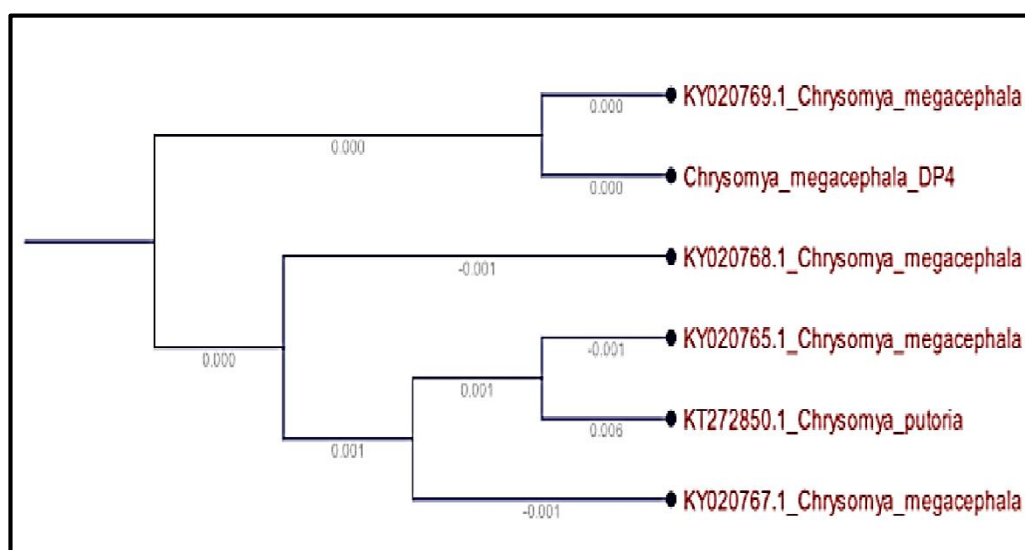 KY020769.1_Chrysomya_megacephala
0.000
0.000
Chrysomya_megacephala_DP4
0.000
KY020768.1_Chrysomya_megacephala
-0.001
KY020765.1_Chrysomya_megacephala
-0.001
0.000
0.001
KT272850.1_Chrysomya_putoria
0.006
0.001
KY020767.1_Chrysomya_megacephala
-0.001